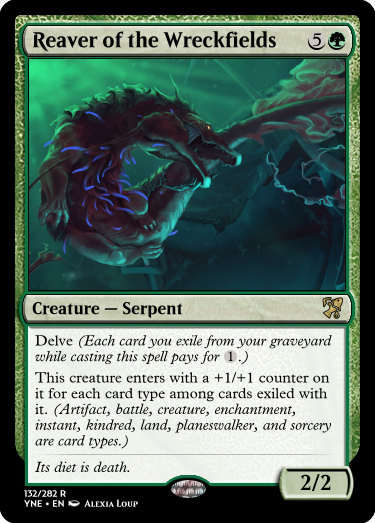 Reaver of the Wreckfields 5
Creature — Serpent
Delve (Each card you exile from your graveyard
while casting this spell pays for 1.)
This creature enters with a +1/+1 counter on
it for each card type among cards exiled with
it. (Artifact, battle, creature, enchantment,
instant, kindred, land, planeswalker, and sorcery
are card types.)
Its diet is death.
2/2
132/282 R
YNE • EN Alexia Loup